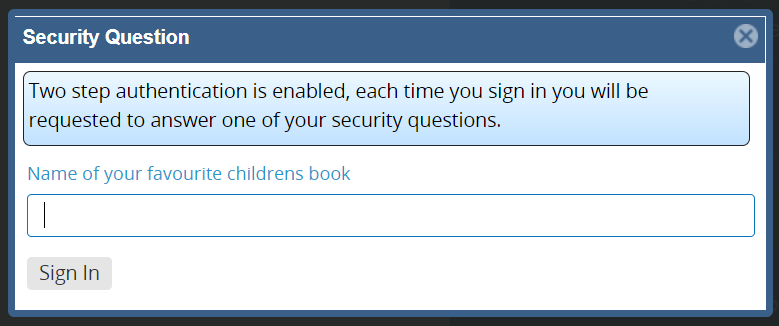 Security Question
Two step authentication is enabled, each time you sign in you will be
requested to answer one of your security questions.
Name of your favourite childrens book
Sign In